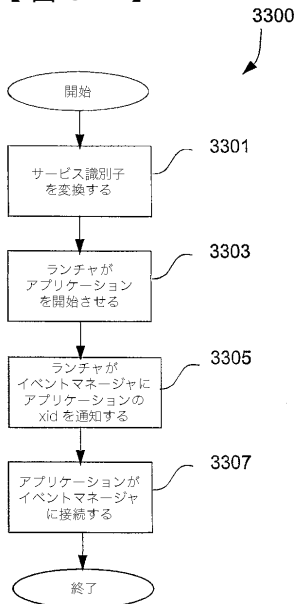 3300
開始
サービス識別子
を変換する
3301
ランチャが
アプリケーション
を開始させる
3303
ランチャが
イベントマネージャに
アプリケーションの
xid を通知する
3305
アプリケーションが
イベントマネージャ
に接続する
3307
終了